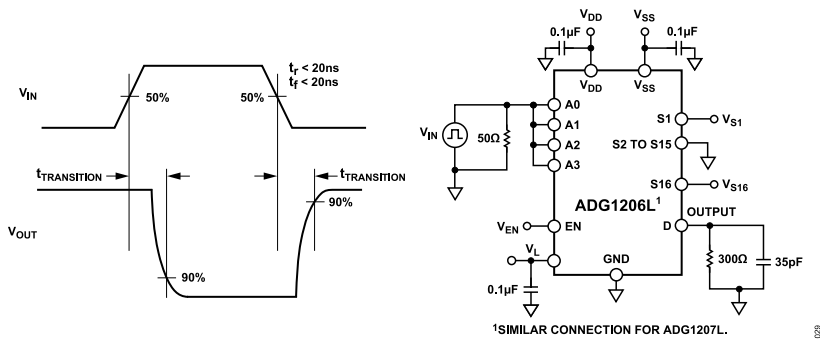 VIN
50%
50%
tr < 20ns
tf < 20ns
tTRANSITION
tTRANSITION
VOUT
90%
90%
VDD
VSS
0.1µF
0.1µF
VDD
VSS
VIN
50Ω
A0
A1
A2
A3
S1
VS1
S2 TO S15
S16
VS16
ADG1206L1
OUTPUT
D
VEN
EN
VL
GND
300Ω
35pF
0.1µF
1SIMILAR CONNECTION FOR ADG1207L.
029